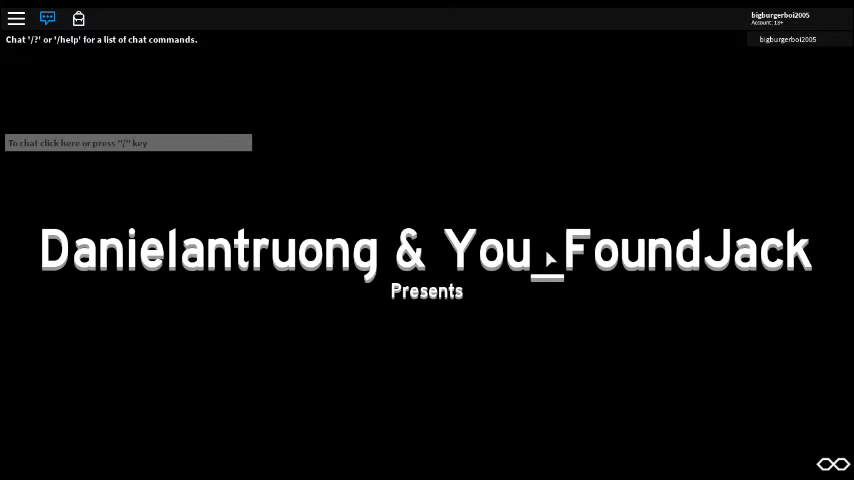 bigburgerboi2005
Account: 13+
Chat '/?' or '/help' for a list of chat commands.
bigburgerboi2005
To chat click here or press "/" key
Danielantruong & You_FoundJack
Presents